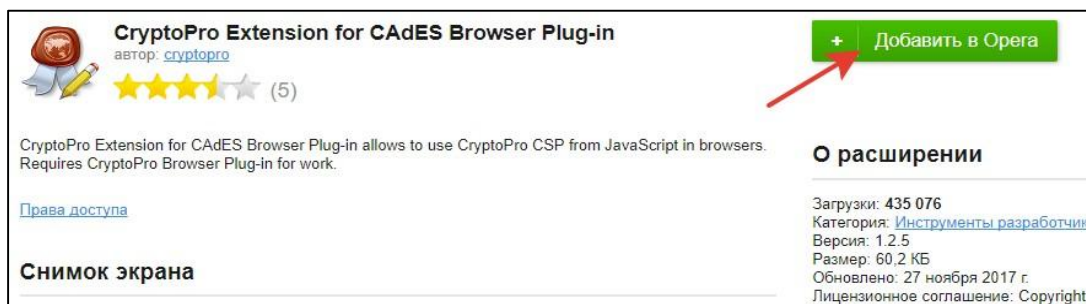 CryptoPro Extension for CAdES Browser Plug-in
автор: cryptopro
(5)
+ Добавить в Opera
CryptoPro Extension for CAdES Browser Plug-in allows to use CryptoPro CSP from JavaScript in browsers.
Requires CryptoPro Browser Plug-in for work.
Права доступа
Снимок экрана
О расширении
Загрузки: 435 076
Категория: Инструменты разработчик
Версия: 1.2.5
Размер: 60,2 КБ
Обновлено: 27 ноября 2017 г.
Лицензионное соглашение: Copyright